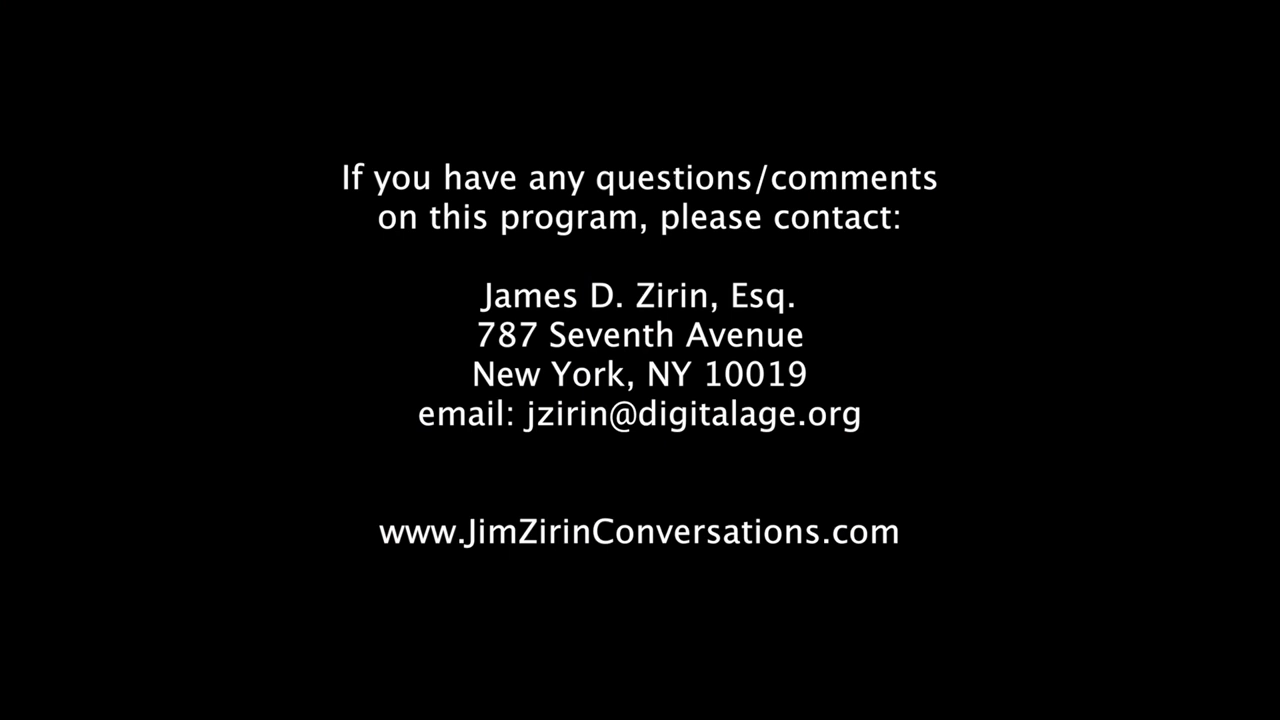 If you have any questions/comments
on this program, please contact:
James D. Zirin, Esq.
787 Seventh Avenue
New York, NY 10019
email: jzirin@digitalage.org
www.JimZirinConversations.com